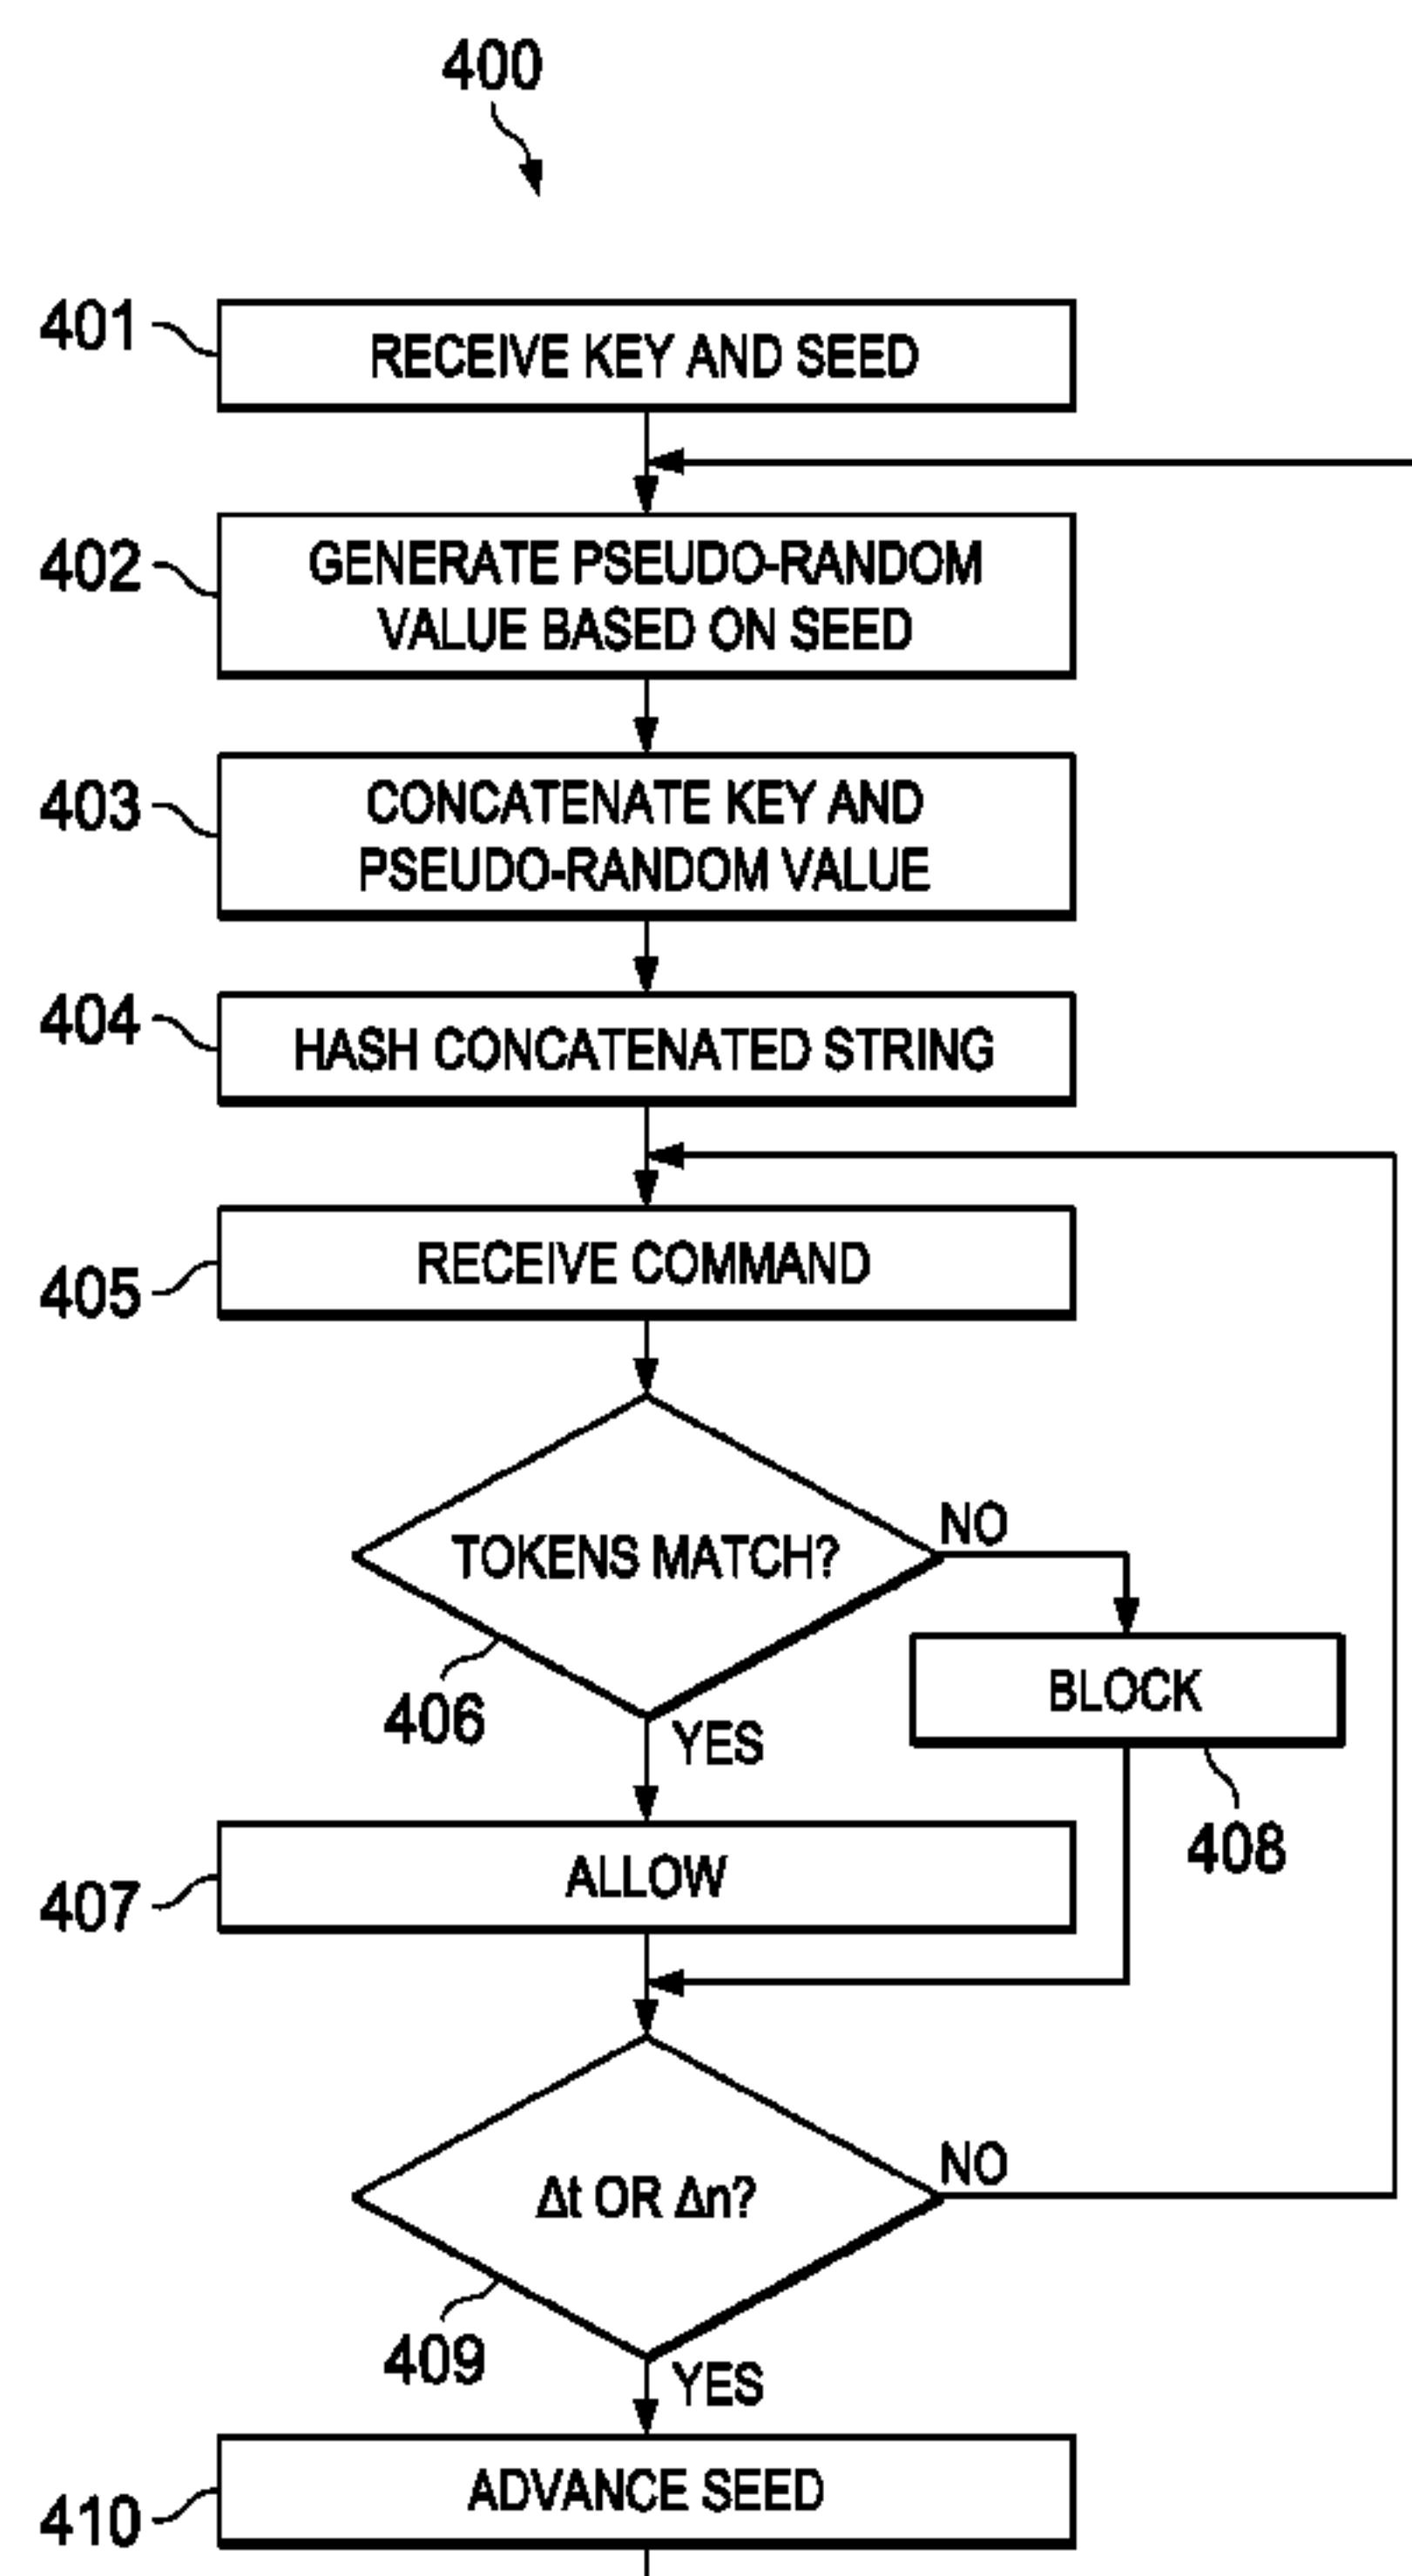 400
401
RECEIVE KEY AND SEED
402
GENERATE PSEUDO-RANDOM
VALUE BASED ON SEED
403
CONCATENATE KEY AND
PSEUDO-RANDOM VALUE
404
HASH CONCATENATED STRING
405
RECEIVE COMMAND
TOKENS MATCH?
NO
406
YES
BLOCK
408
407
ALLOW
Δt OR Δn?
NO
409
YES
410
ADVANCE SEED